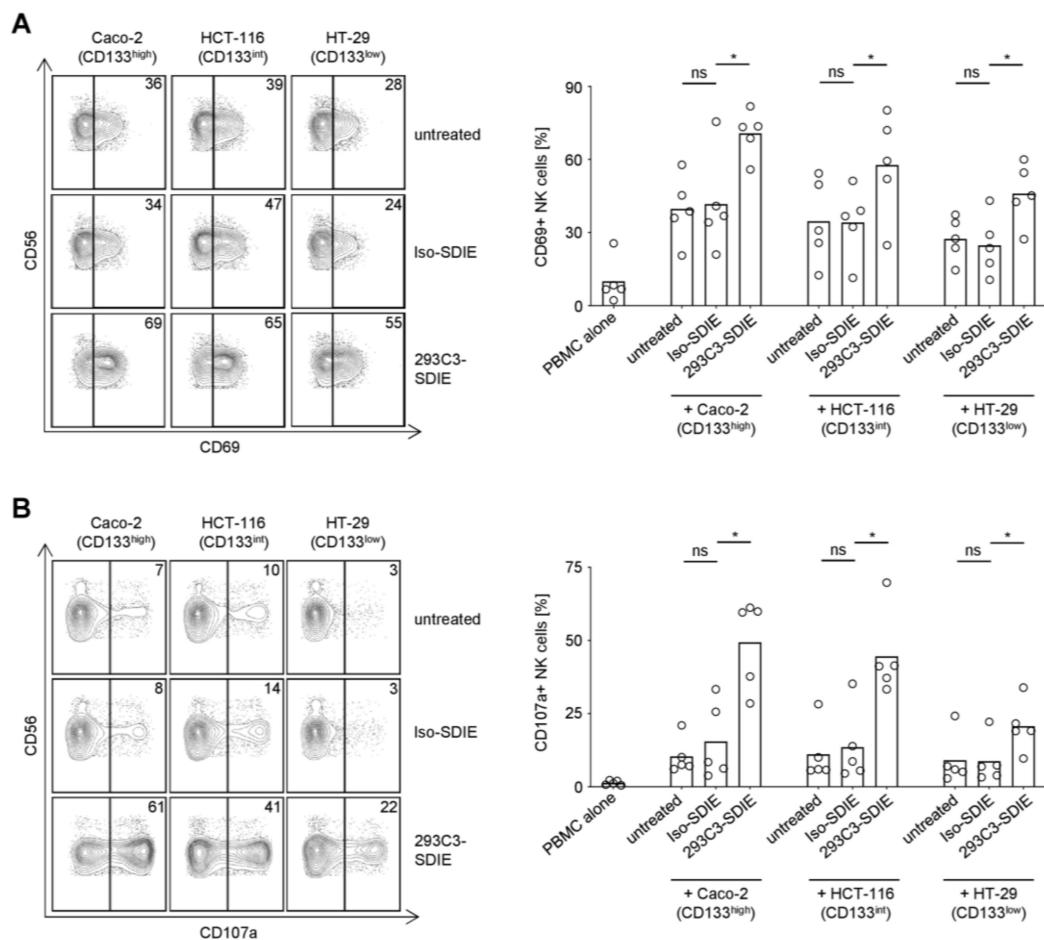 A
Caco-2 HCT-116 HT-29
(CD133high) (CD133int) (CD133low)
36 39 28
untreated
34 47 24
Iso-SDIE
69 65 55
293C3-
SDIE
CD56
CD69
ns * ns * ns *
90
60
30
0
CD69+ NK cells [%]
PBMC alone untreated Iso-SDIE 293C3-SDIE untreated Iso-SDIE 293C3-SDIE untreated Iso-SDIE 293C3-SDIE
+ Caco-2 + HCT-116 + HT-29
(CD133high) (CD133int) (CD133low)
B
Caco-2 HCT-116 HT-29
(CD133high) (CD133int) (CD133low)
7 10 3
untreated
8 14 3
Iso-SDIE
61 41 22
293C3-
SDIE
CD56
CD107a
ns * ns * ns *
75
50
25
0
CD107a+ NK cells [%]
PBMC alone untreated Iso-SDIE 293C3-SDIE untreated Iso-SDIE 293C3-SDIE untreated Iso-SDIE 293C3-SDIE
+ Caco-2 + HCT-116 + HT-29
(CD133high) (CD133int) (CD133low)